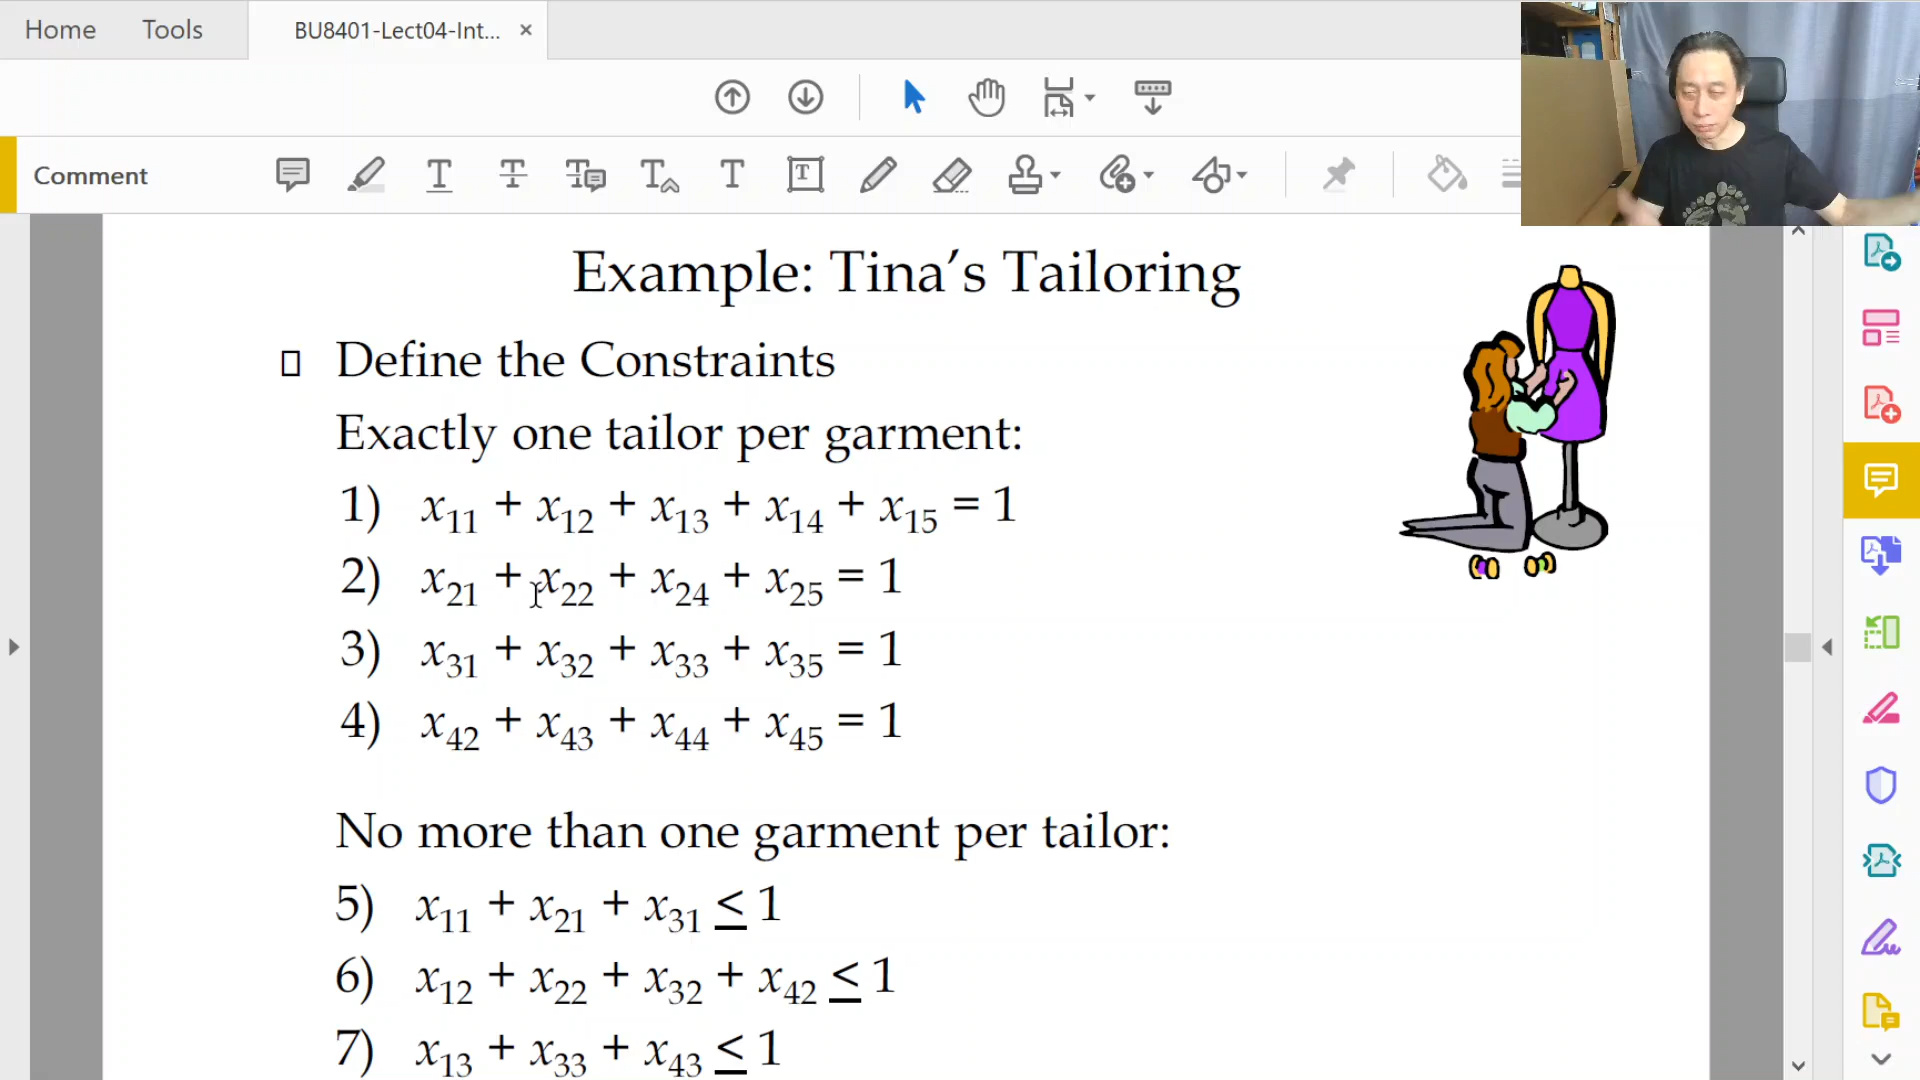 Home Tools BU8401-Lect04-Int... ×
Comment
Example: Tina's Tailoring
Define the Constraints
Exactly one tailor per garment:
1) x11 + x12 + x13 + x14 + x15 = 1
2) x21 + x22 + x24 + x25 = 1
3) x31 + x32 + x33 + x35 = 1
4) x42 + x43 + x44 + x45 = 1
No more than one garment per tailor:
5) x11 + x21 + x31 ≤ 1
6) x12 + x22 + x32 + x42 ≤ 1
7) x13 + x33 + x43 ≤ 1